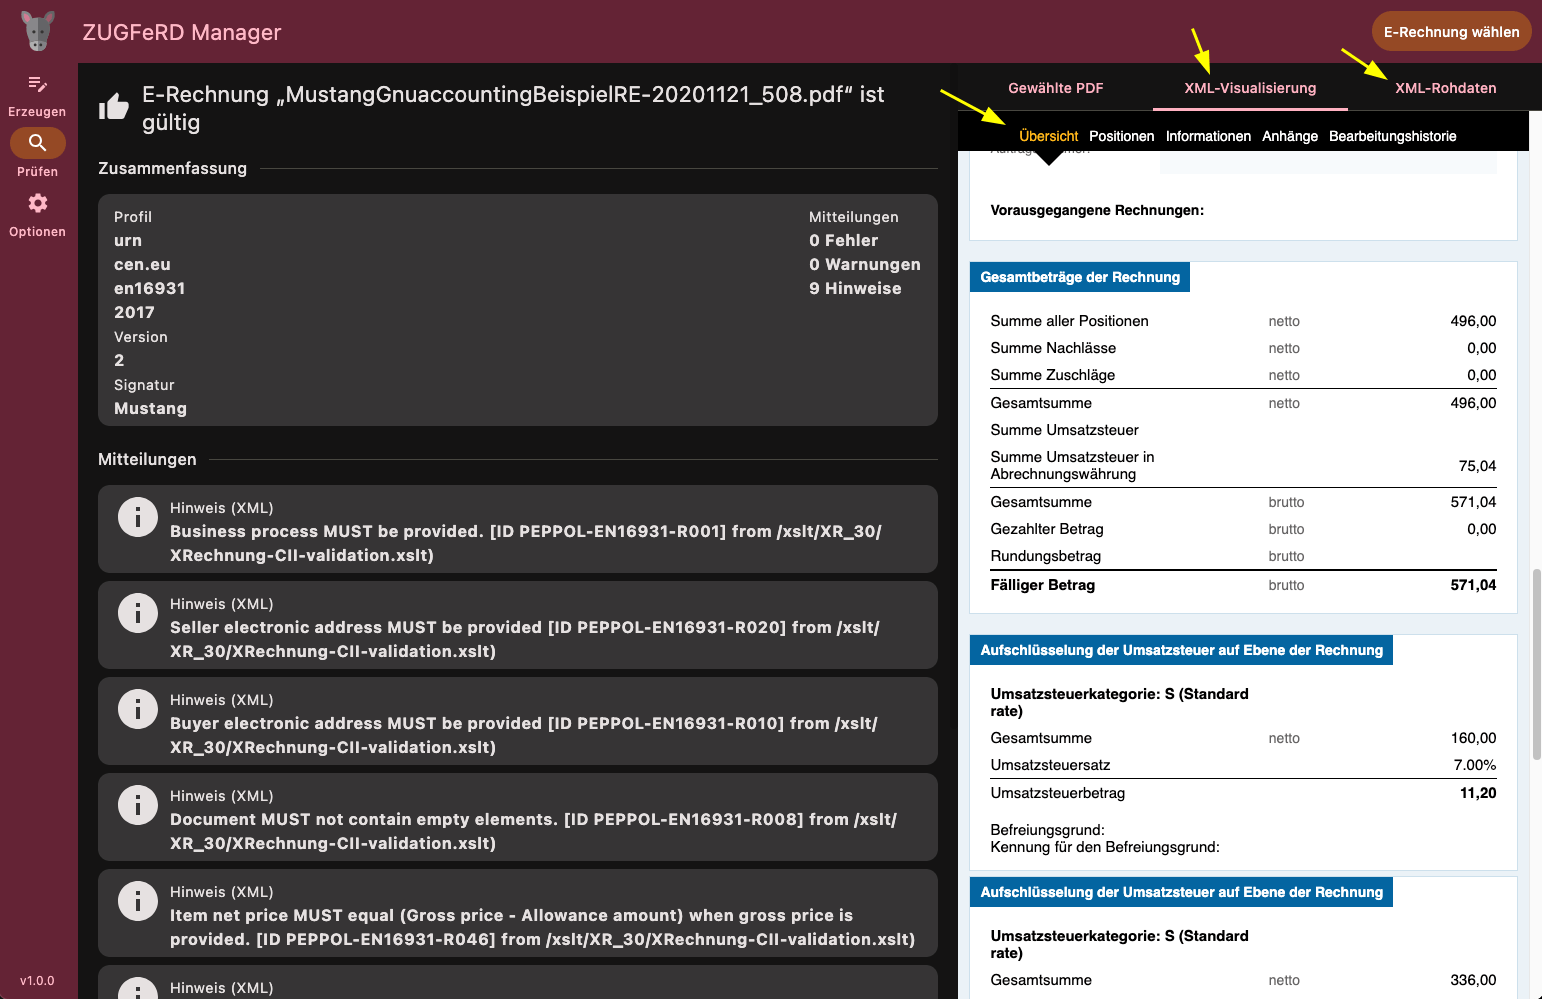 ZUGFeRD Manager
E-Rechnung wählen
Erzeugen
Prüfen
Optionen
v1.0.0
E-Rechnung „MustangGnuaccountingBeispielRE-20201121_508.pdf“ ist
gültig
Zusammenfassung
Profil
urn
cen.eu
en16931
2017
Version
2
Signatur
Mustang
Mitteilungen
0 Fehler
0 Warnungen
9 Hinweise
Mitteilungen
Hinweis (XML)
Business process MUST be provided. [ID PEPPOL-EN16931-R001] from /xslt/XR_30/
XRechnung-CII-validation.xslt)
Hinweis (XML)
Seller electronic address MUST be provided [ID PEPPOL-EN16931-R020] from /xslt/
XR_30/XRechnung-CII-validation.xslt)
Hinweis (XML)
Buyer electronic address MUST be provided [ID PEPPOL-EN16931-R010] from /xslt/
XR_30/XRechnung-CII-validation.xslt)
Hinweis (XML)
Document MUST not contain empty elements. [ID PEPPOL-EN16931-R008] from /xslt/
XR_30/XRechnung-CII-validation.xslt)
Hinweis (XML)
Item net price MUST equal (Gross price - Allowance amount) when gross price is
provided. [ID PEPPOL-EN16931-R046] from /xslt/XR_30/XRechnung-CII-validation.xslt)
Hinweis (XML)
Gewählte PDF XML-Visualisierung XML-Rohdaten
Übersicht Positionen Informationen Anhänge Bearbeitungshistorie
Vorausgegangene Rechnungen:
Gesamtbeträge der Rechnung
Summe aller Positionen netto 496,00
Summe Nachlässe netto 0,00
Summe Zuschläge netto 0,00
Gesamtsumme netto 496,00
Summe Umsatzsteuer
Summe Umsatzsteuer in
Abrechnungswährung 75,04
Gesamtsumme brutto 571,04
Gezahlter Betrag brutto 0,00
Rundungsbetrag brutto
Fälliger Betrag brutto 571,04
Aufschlüsselung der Umsatzsteuer auf Ebene der Rechnung
Umsatzsteuerkategorie: S (Standard
rate)
Gesamtsumme netto 160,00
Umsatzsteuersatz 7.00%
Umsatzsteuerbetrag 11,20
Befreiungsgrund:
Kennung für den Befreiungsgrund:
Aufschlüsselung der Umsatzsteuer auf Ebene der Rechnung
Umsatzsteuerkategorie: S (Standard
rate)
Gesamtsumme netto 336,00